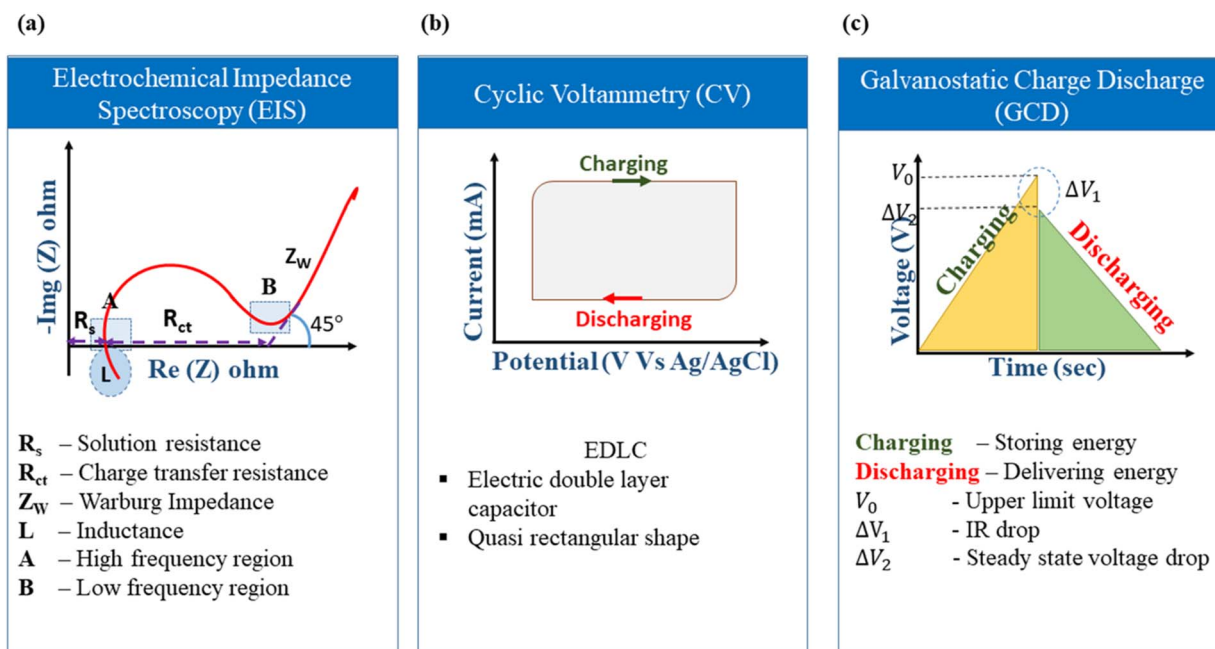 (a)
Electrochemical Impedance
Spectroscopy (EIS)
-Img (Z) ohm
A
R_s
R_ct
B
Z_W
45°
L
Re (Z) ohm
R_s – Solution resistance
R_ct – Charge transfer resistance
Z_W – Warburg Impedance
L – Inductance
A – High frequency region
B – Low frequency region
(b)
Cyclic Voltammetry (CV)
Current (mA)
Charging
Discharging
Potential (V Vs Ag/AgCl)
EDLC
▪ Electric double layer
capacitor
▪ Quasi rectangular shape
(c)
Galvanostatic Charge Discharge
(GCD)
V_0
ΔV_1
ΔV_2
Voltage (V)
Charging
Discharging
Time (sec)
Charging – Storing energy
Discharging – Delivering energy
V_0 - Upper limit voltage
ΔV_1 - IR drop
ΔV_2 - Steady state voltage drop